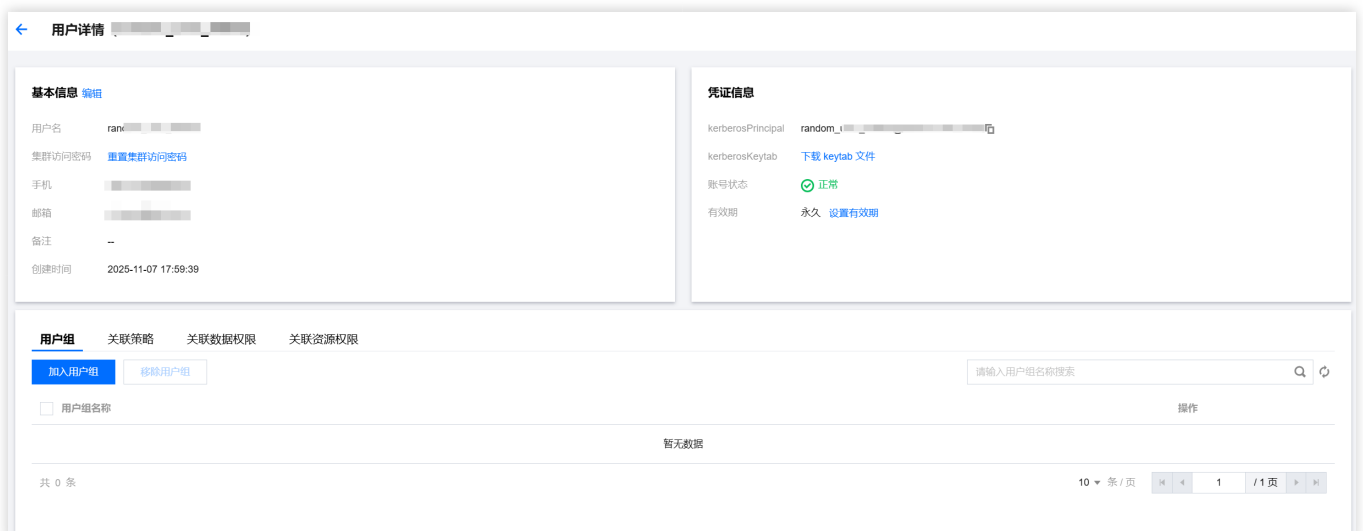 用户详情
基本信息 编辑
用户名
集群访问密码 重置集群访问密码
手机
邮箱
备注 --
创建时间 2025-11-07 17:59:39
凭证信息
kerberosPrincipal
kerberosKeytab 下载 keytab 文件
账号状态 正常
有效期 永久 设置有效期
用户组 关联策略 关联数据权限 关联资源权限
加入用户组 移除用户组 请输入用户组名称搜索
用户组名称 操作
暂无数据
共 0 条 10 条 / 页 1 / 1 页